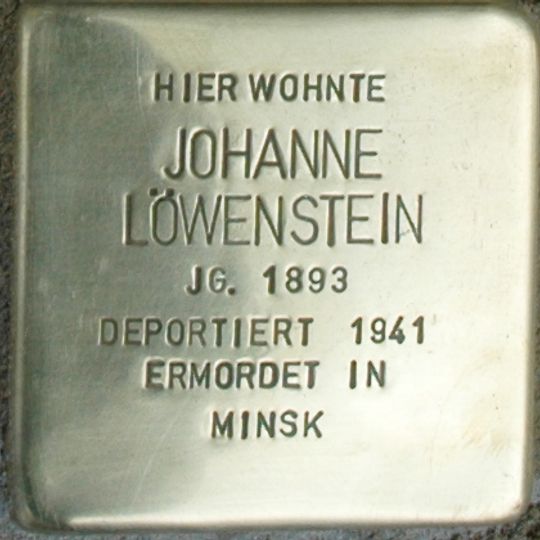 HIER WOHNTE
JOHANNE
LÖWENSTEIN
JG. 1893
DEPORTIERT 1941
ERMORDET IN
MINSK